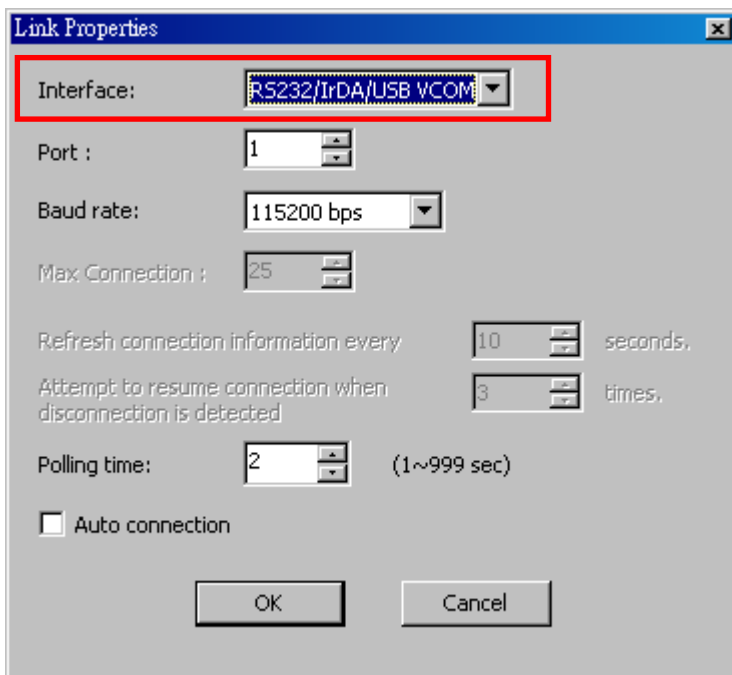 Link Properties
Interface: RS232/IrDA/USB VCOM
Port : 1
Baud rate: 115200 bps
Max Connection : 25
Refresh connection information every 10 seconds.
Attempt to resume connection when
disconnection is detected 3 times.
Polling time: 2 (1~999 sec)
Auto connection
OK Cancel